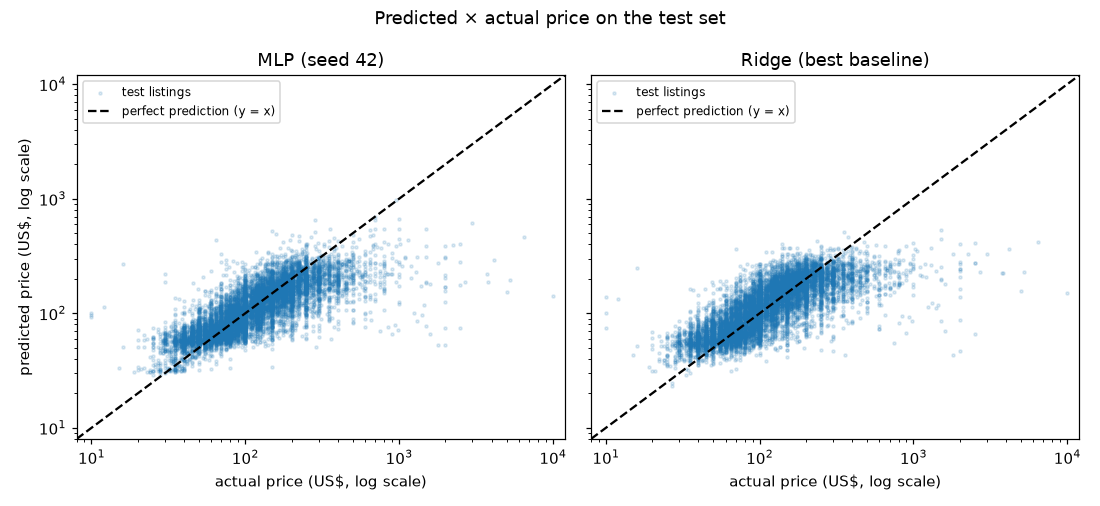 Predicted × actual price on the test set
MLP (seed 42)
Ridge (best baseline)
test listings
perfect prediction (y = x)
test listings
perfect prediction (y = x)
predicted price (US$, log scale)
10⁴
10³
10²
10¹
10¹ 10² 10³ 10⁴
10¹ 10² 10³ 10⁴
actual price (US$, log scale)
actual price (US$, log scale)